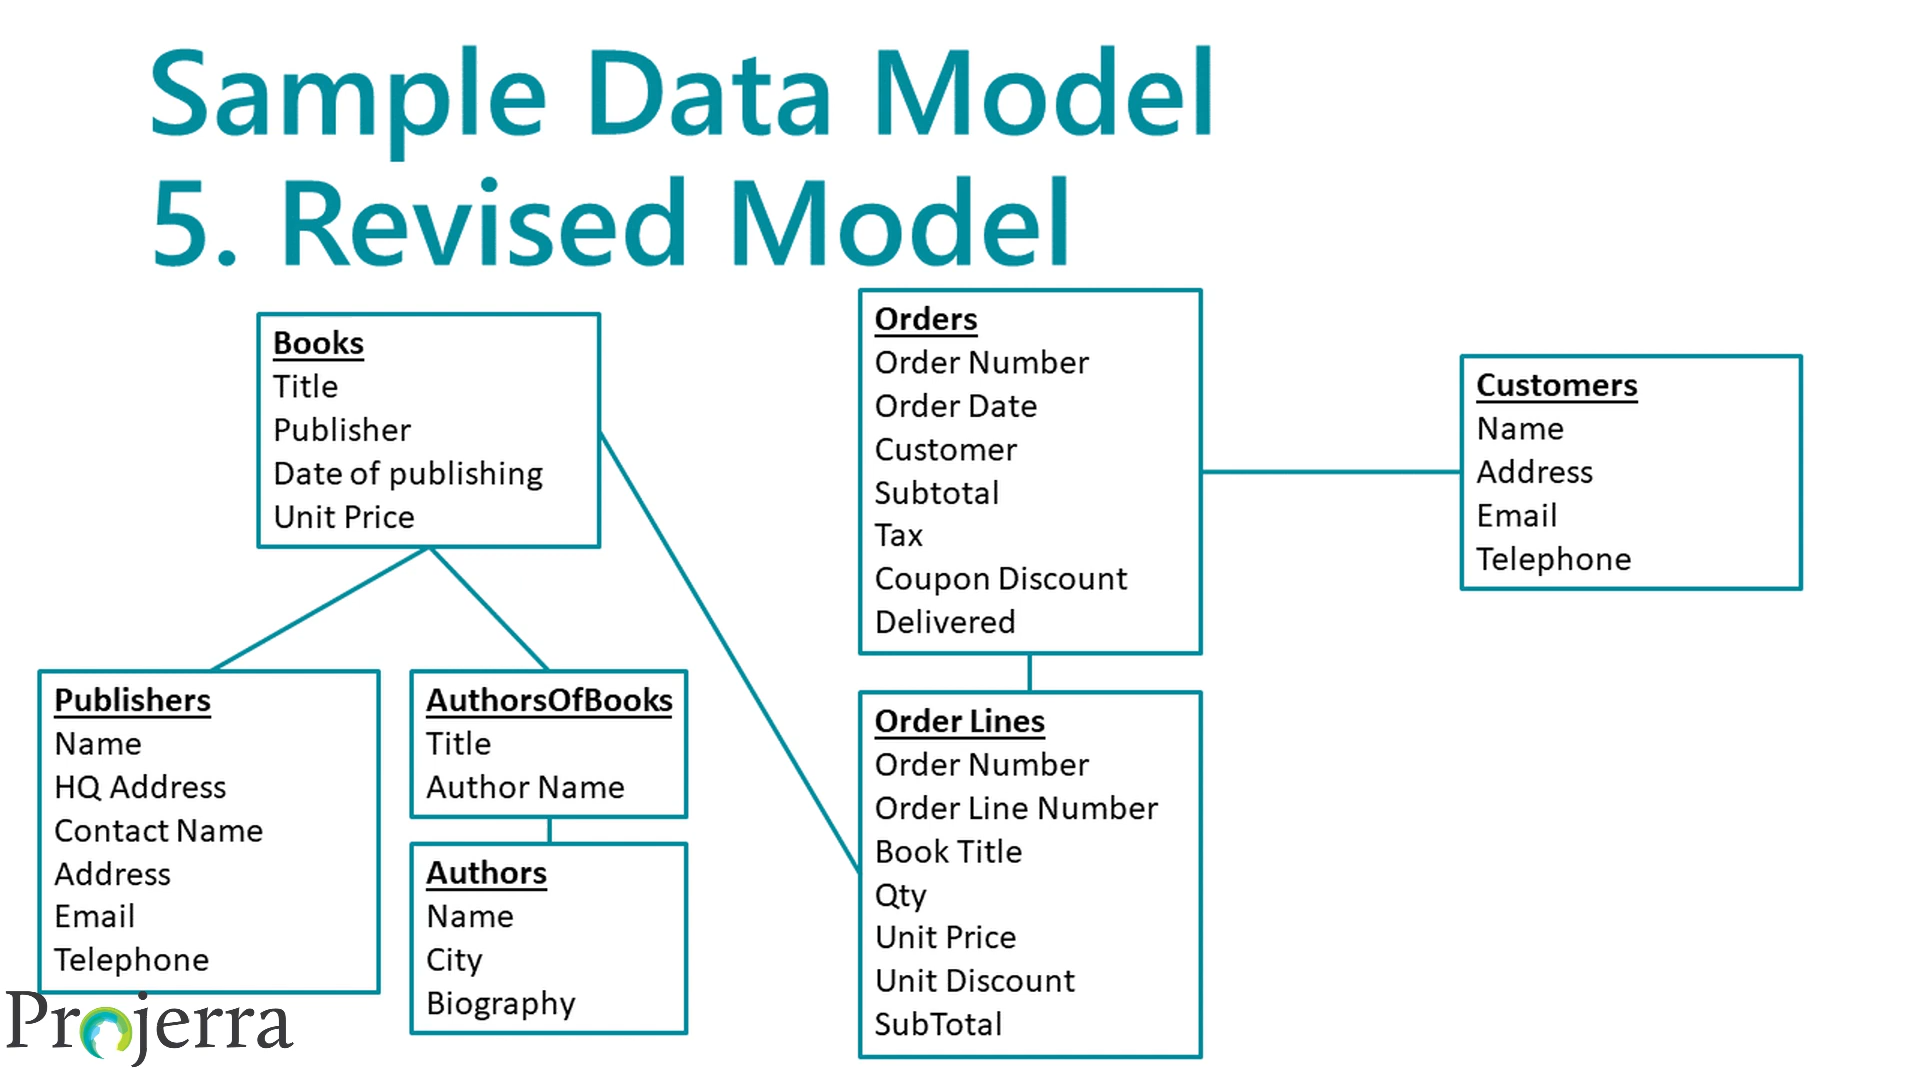 Sample Data Model
5. Revised Model
Books
Title
Publisher
Date of publishing
Unit Price
Publishers
Name
HQ Address
Contact Name
Address
Email
Telephone
AuthorsOfBooks
Title
Author Name
Authors
Name
City
Biography
Orders
Order Number
Order Date
Customer
Subtotal
Tax
Coupon Discount
Delivered
Order Lines
Order Number
Order Line Number
Book Title
Qty
Unit Price
Unit Discount
SubTotal
Customers
Name
Address
Email
Telephone
Projerra